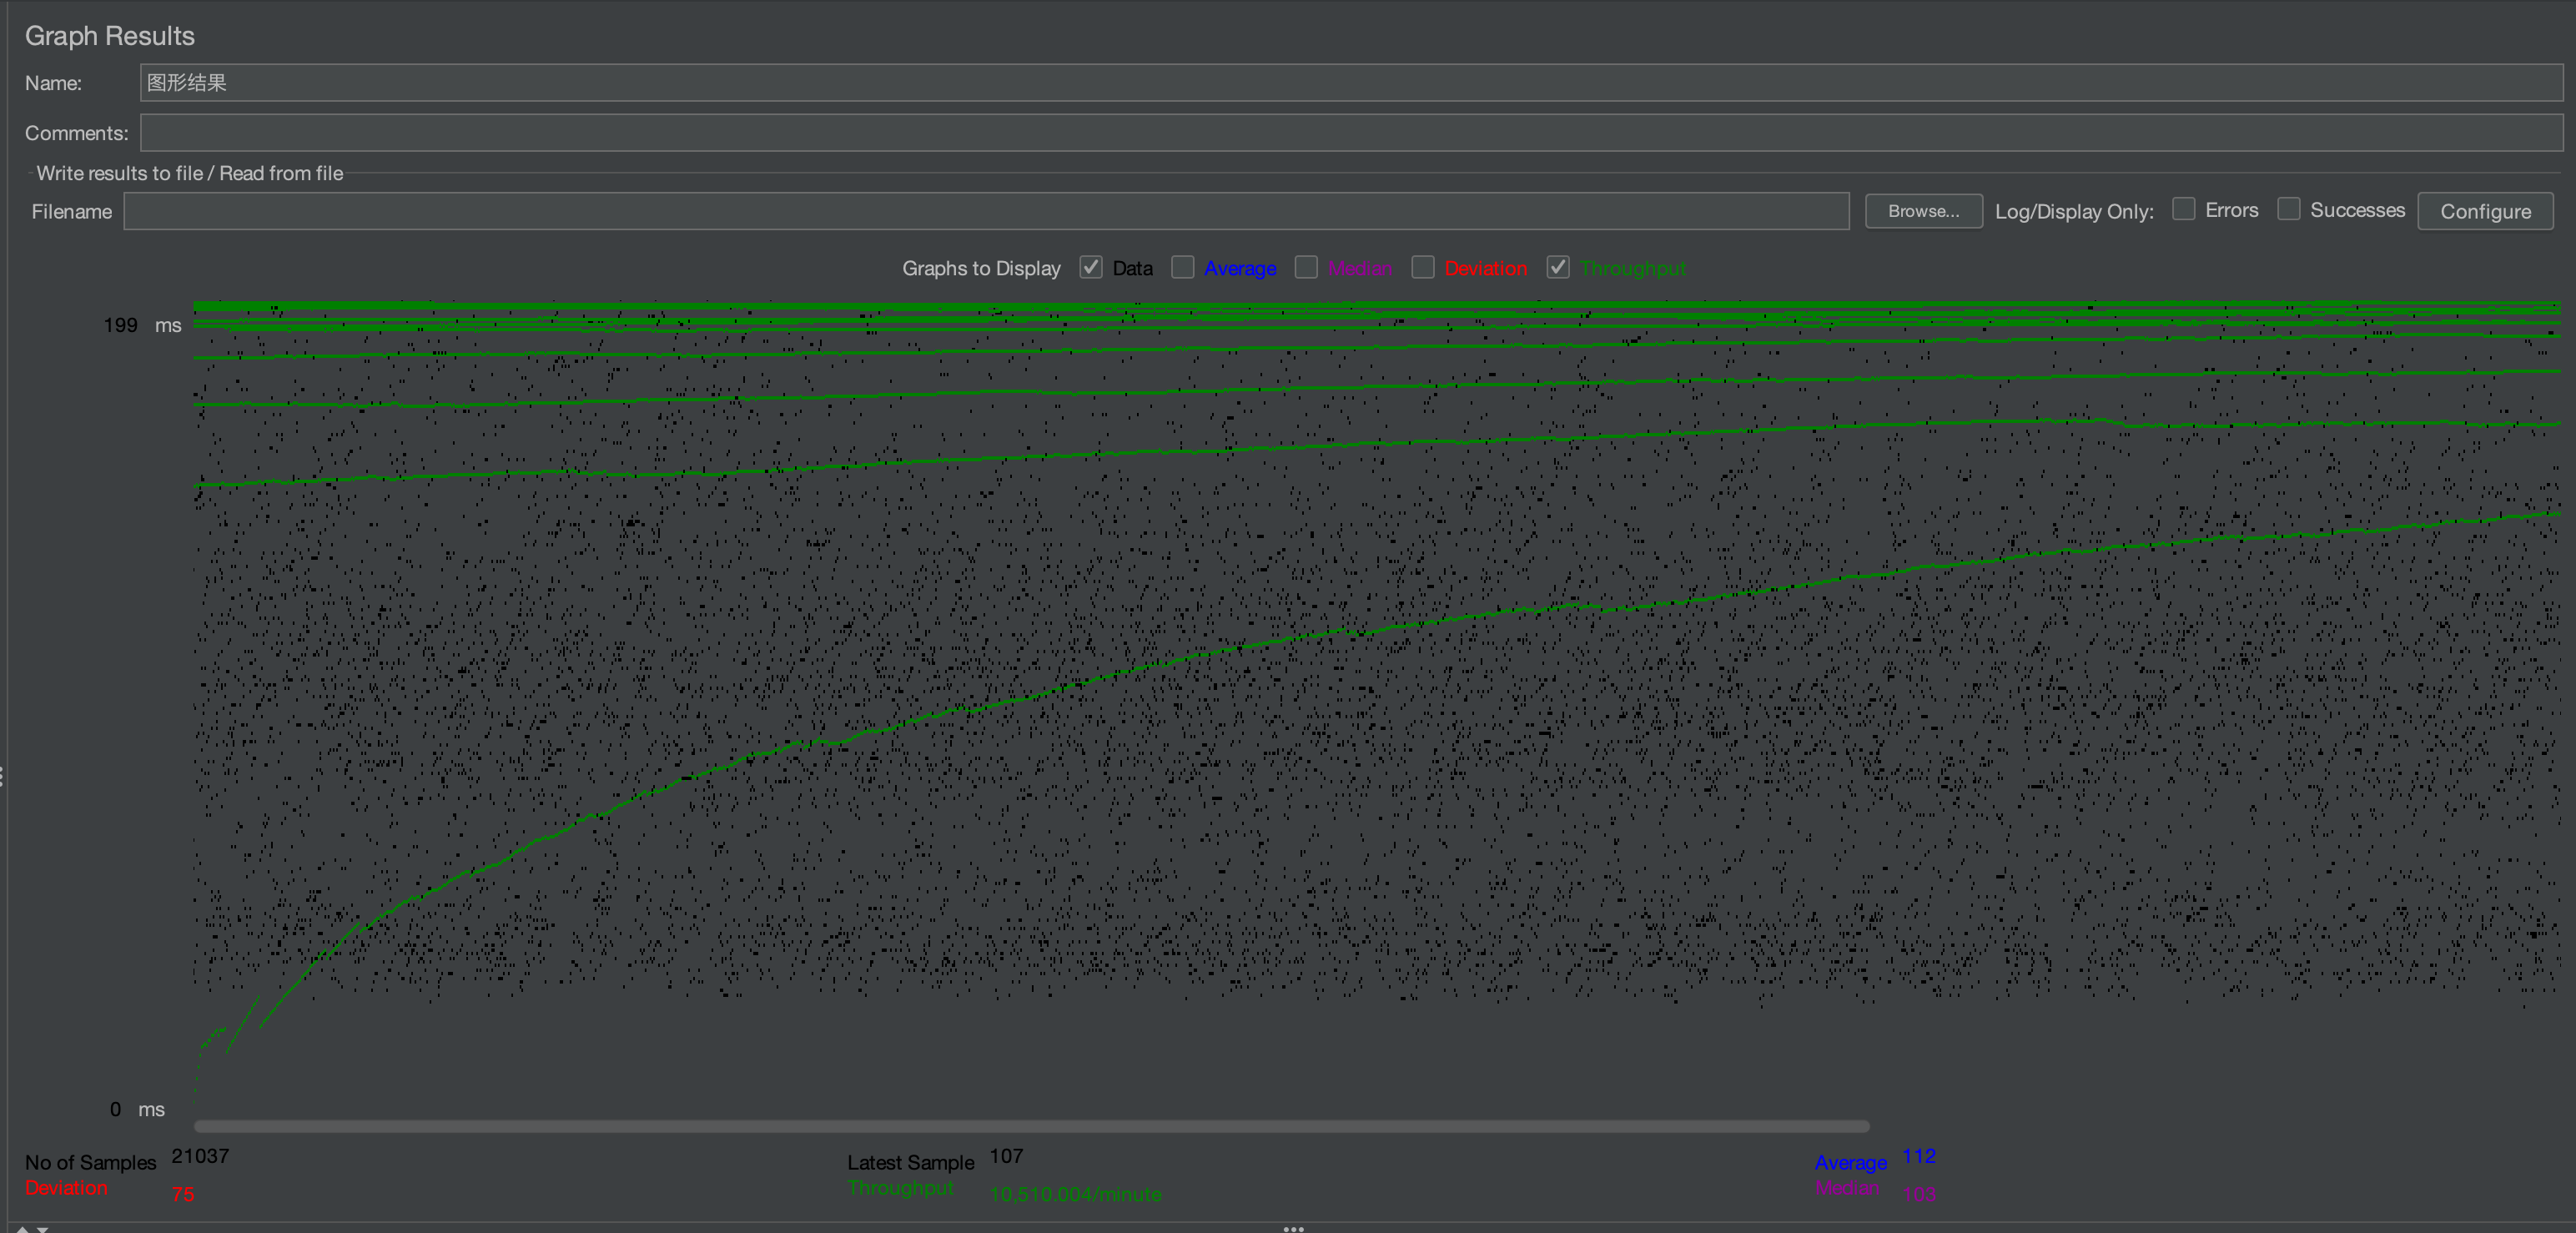 Graph Results
Name: 图形结果
Comments:
Write results to file / Read from file
Filename Browse... Log/Display Only: Errors Successes Configure
Graphs to Display Data Average Median Deviation Throughput
199 ms
0 ms
No of Samples 21037 Latest Sample 107 Average 112
Deviation 75 Throughput 10,510.004/minute Median 103